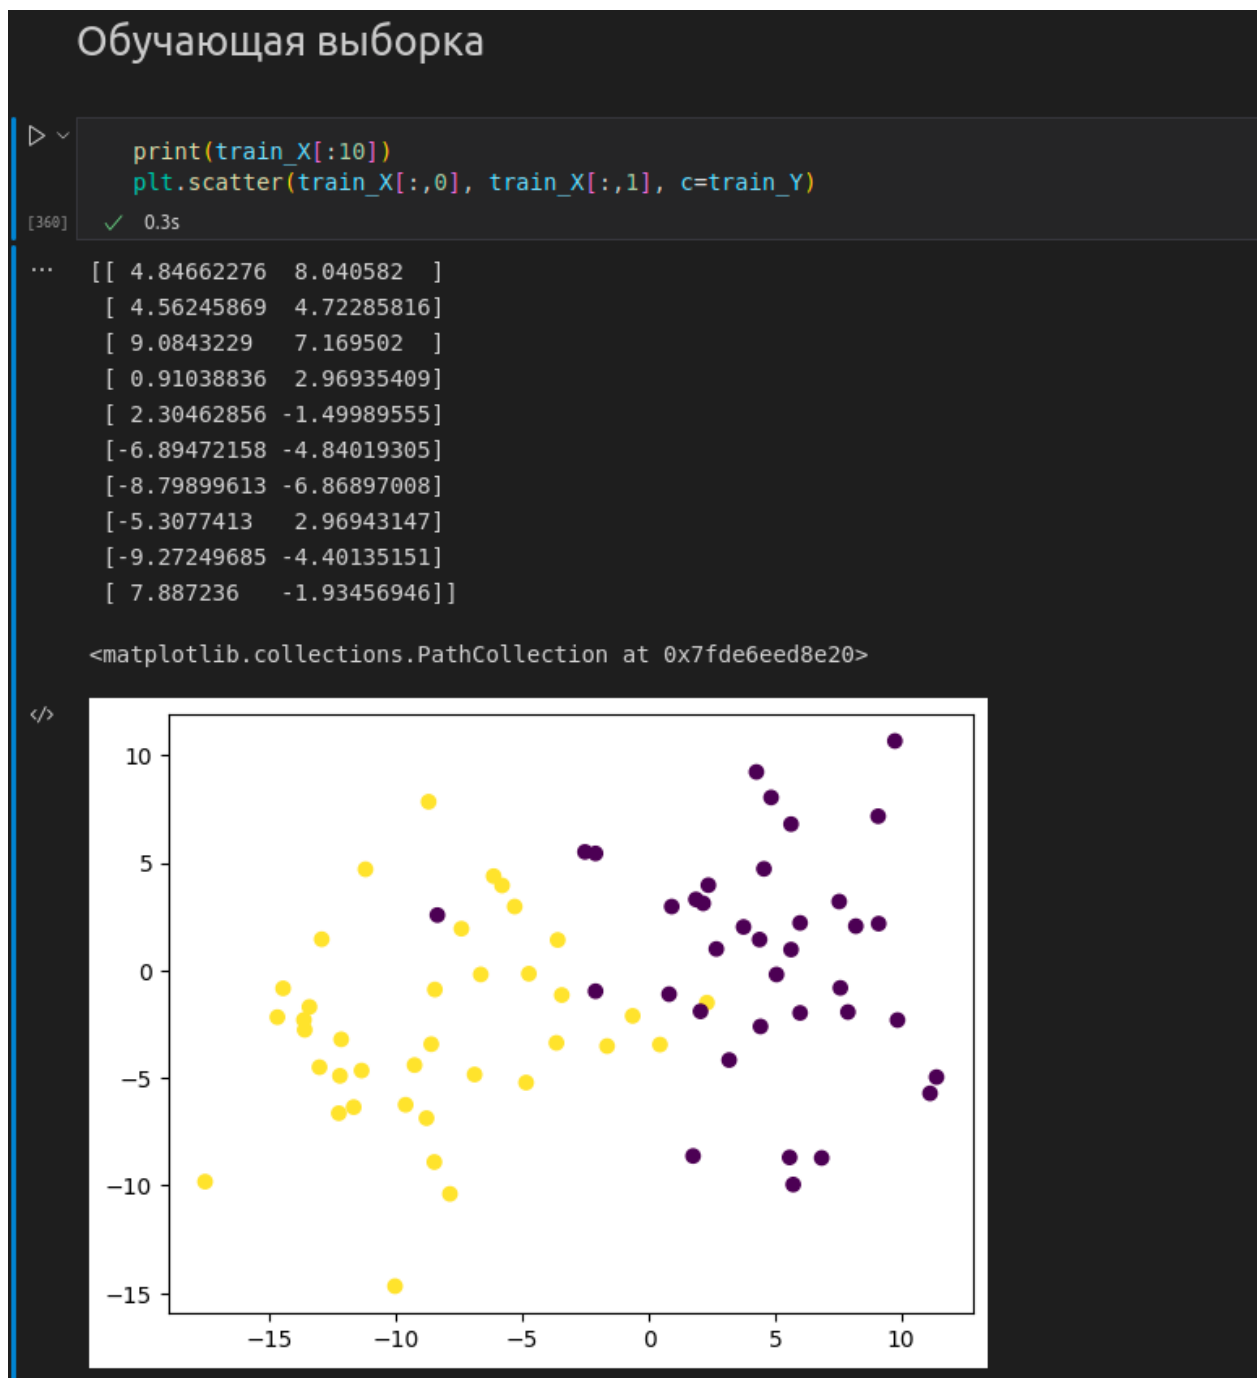 Обучающая выборка
print(train_X[:10])
plt.scatter(train_X[:,0], train_X[:,1], c=train_Y)
[360] ✓ 0.3s
... [[ 4.84662276  8.040582  ]
[ 4.56245869  4.72285816]
[ 9.0843229   7.169502  ]
[ 0.91038836  2.96935409]
[ 2.30462856 -1.49989555]
[-6.89472158 -4.84019305]
[-8.79899613 -6.86897008]
[-5.3077413   2.96943147]
[-9.27249685 -4.40135151]
[ 7.887236   -1.93456946]]
<matplotlib.collections.PathCollection at 0x7fde6eed8e20>
</>
10
5
0
−5
−10
−15
−15 −10 −5 0 5 10